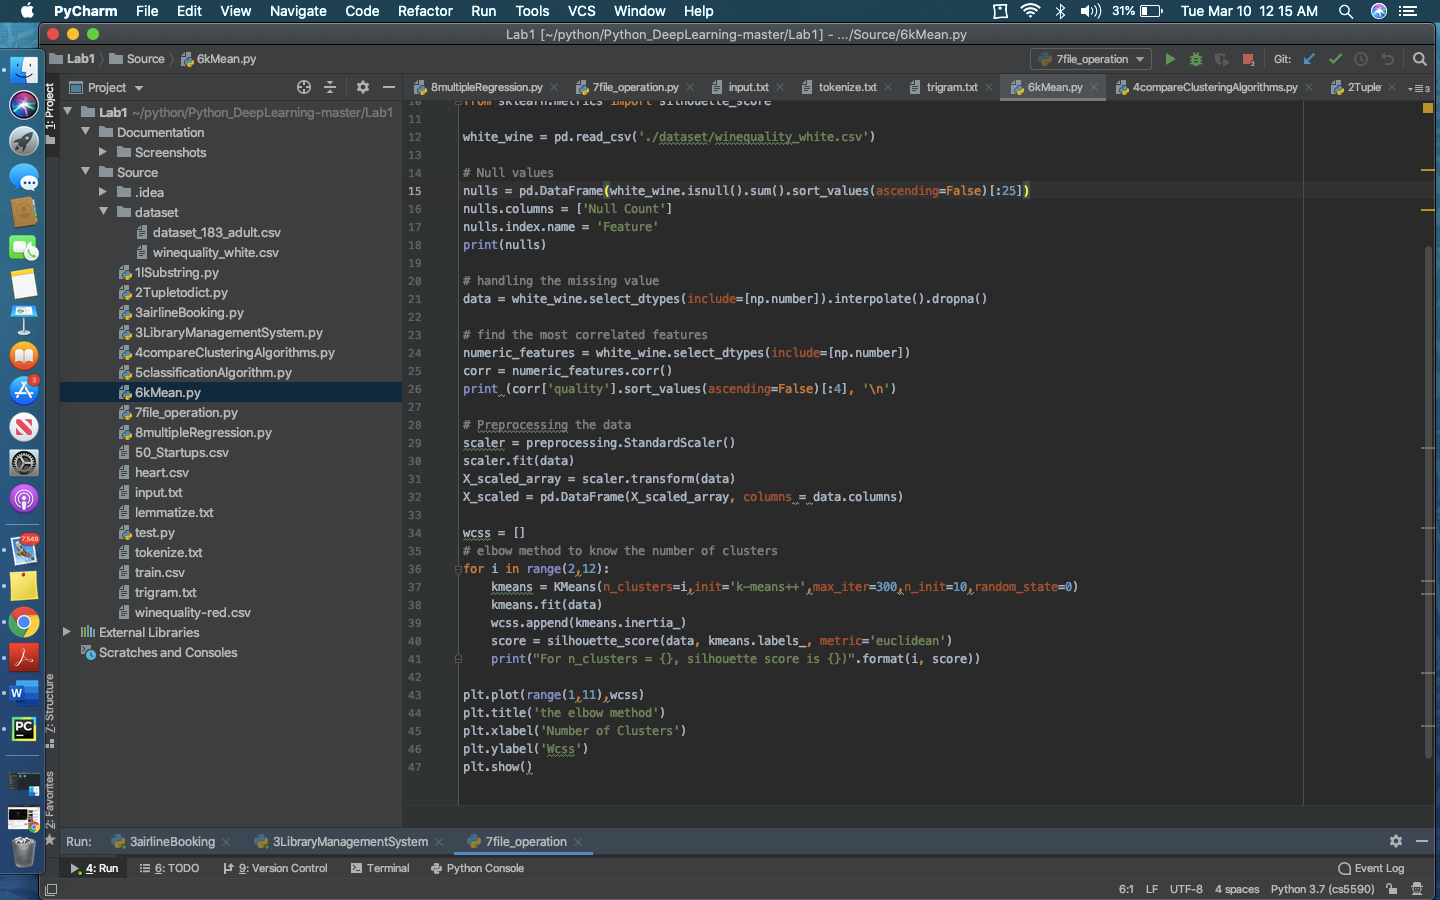 PyCharm File Edit View Navigate Code Refactor Run Tools VCS Window Help 31% Tue Mar 10 12 15 AM
Lab1 [~/python/Python_DeepLearning-master/Lab1] - .../Source/6kMean.py
Lab1 Source 6kMean.py 7file_operation Git:
Project 8multipleRegression.py 7file_operation.py input.txt tokenize.txt trigram.txt 6kMean.py 4compareClusteringAlgorithms.py 2Tuple
1: Project
Lab1 ~/python/Python_DeepLearning-master/Lab1
Documentation
Screenshots
Source
.idea
dataset
dataset_183_adult.csv
winequality_white.csv
1lSubstring.py
2Tupletodict.py
3airlineBooking.py
3LibraryManagementSystem.py
4compareClusteringAlgorithms.py
5classificationAlgorithm.py
6kMean.py
7file_operation.py
8multipleRegression.py
50_Startups.csv
heart.csv
input.txt
lemmatize.txt
test.py
tokenize.txt
train.csv
trigram.txt
winequality-red.csv
External Libraries
Scratches and Consoles
10 from sklearn.metrics import silhouette_score
11
12 white_wine = pd.read_csv('./dataset/winequality_white.csv')
13
14 # Null values
15 nulls = pd.DataFrame(white_wine.isnull().sum().sort_values(ascending=False)[:25])
16 nulls.columns = ['Null Count']
17 nulls.index.name = 'Feature'
18 print(nulls)
19
20 # handling the missing value
21 data = white_wine.select_dtypes(include=[np.number]).interpolate().dropna()
22
23 # find the most correlated features
24 numeric_features = white_wine.select_dtypes(include=[np.number])
25 corr = numeric_features.corr()
26 print (corr['quality'].sort_values(ascending=False)[:4], '\n')
27
28 # Preprocessing the data
29 scaler = preprocessing.StandardScaler()
30 scaler.fit(data)
31 X_scaled_array = scaler.transform(data)
32 X_scaled = pd.DataFrame(X_scaled_array, columns = data.columns)
33
34 wcss = []
35 # elbow method to know the number of clusters
36 for i in range(2,12):
37 kmeans = KMeans(n_clusters=i,init='k-means++',max_iter=300,n_init=10,random_state=0)
38 kmeans.fit(data)
39 wcss.append(kmeans.inertia_)
40 score = silhouette_score(data, kmeans.labels_, metric='euclidean')
41 print("For n_clusters = {}, silhouette score is {})".format(i, score))
42
43 plt.plot(range(1,11),wcss)
44 plt.title('the elbow method')
45 plt.xlabel('Number of Clusters')
46 plt.ylabel('Wcss')
47 plt.show()
3
7,548
PC
Z: Structure
2: Favorites
Run: 3airlineBooking 3LibraryManagementSystem 7file_operation
4: Run 6: TODO 9: Version Control Terminal Python Console Event Log
6:1 LF UTF-8 4 spaces Python 3.7 (cs5590)